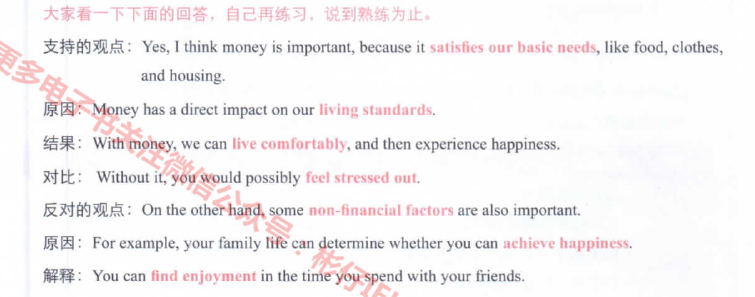 大家看一下下面的回答，自己再练习，说到熟练为止。
支持的观点：Yes, I think money is important, because it satisfies our basic needs, like food, clothes,
and housing.
原因：Money has a direct impact on our living standards.
结果：With money, we can live comfortably, and then experience happiness.
对比：Without it, you would possibly feel stressed out.
反对的观点：On the other hand, some non-financial factors are also important.
原因：For example, your family life can determine whether you can achieve happiness.
解释：You can find enjoyment in the time you spend with your friends.
更多电子书关注微信公众号：彬仔IEL